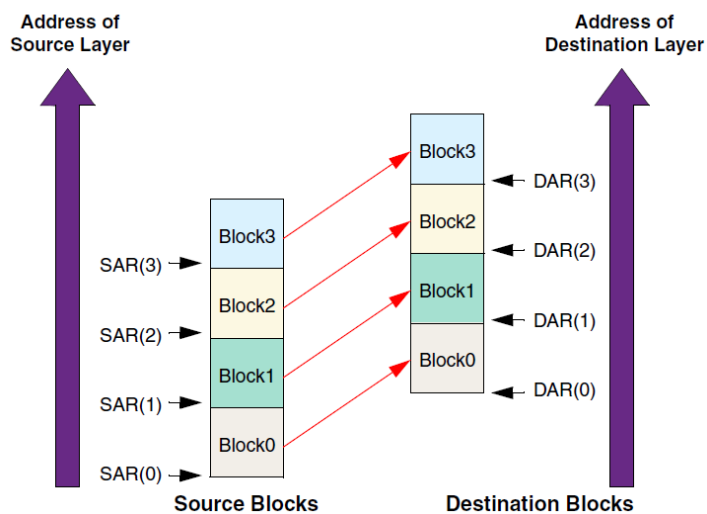 Address of
Source Layer
Address of
Destination Layer
Block3
DAR(3)
Block2
Block3
DAR(2)
SAR(3)
Block1
Block2
DAR(1)
SAR(2)
Block0
Block1
DAR(0)
SAR(1)
Block0
SAR(0)
Source Blocks
Destination Blocks